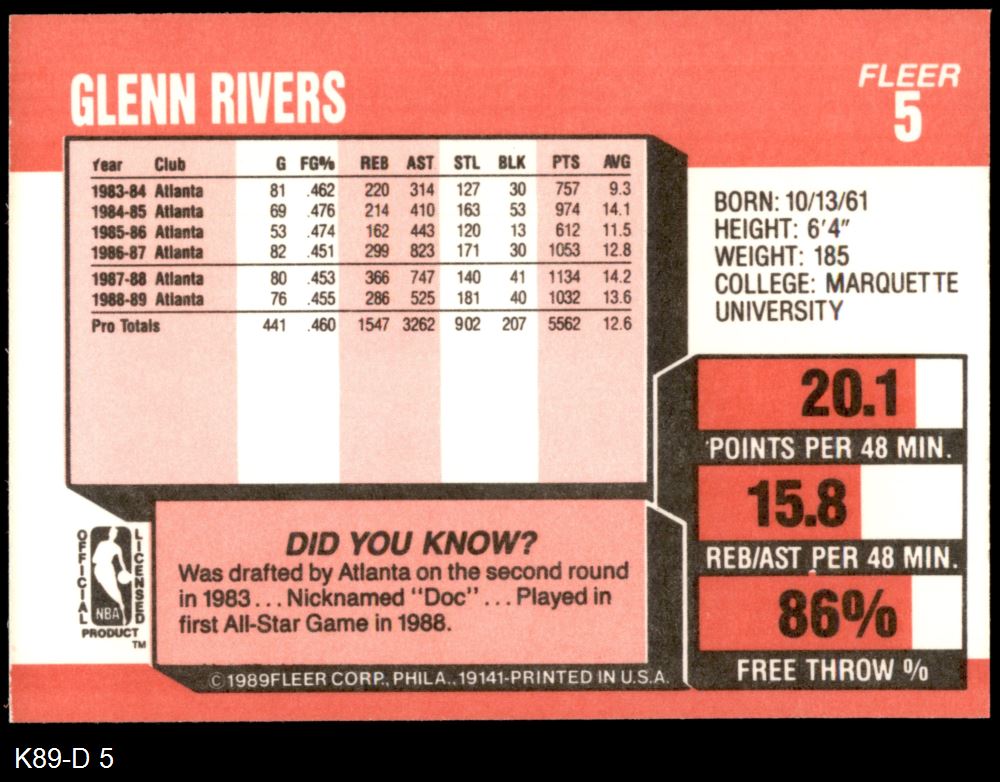 GLENN RIVERS
FLEER
5
Year Club G FG% REB AST STL BLK PTS AVG
1983-84 Atlanta 81 .462 220 314 127 30 757 9.3
1984-85 Atlanta 69 .476 214 410 163 53 974 14.1
1985-86 Atlanta 53 .474 162 443 120 13 612 11.5
1986-87 Atlanta 82 .451 299 823 171 30 1053 12.8
1987-88 Atlanta 80 .453 366 747 140 41 1134 14.2
1988-89 Atlanta 76 .455 286 525 181 40 1032 13.6
Pro Totals 441 .460 1547 3262 902 207 5562 12.6
BORN: 10/13/61
HEIGHT: 6'4"
WEIGHT: 185
COLLEGE: MARQUETTE
UNIVERSITY
20.1
POINTS PER 48 MIN.
15.8
REB/AST PER 48 MIN.
86%
FREE THROW %
OFFICIAL
LICENSED
NBA
PRODUCT
TM
DID YOU KNOW?
Was drafted by Atlanta on the second round
in 1983 . . . Nicknamed "Doc" . . . Played in
first All-Star Game in 1988.
©1989FLEER CORP., PHILA., 19141-PRINTED IN U.S.A.
K89-D 5